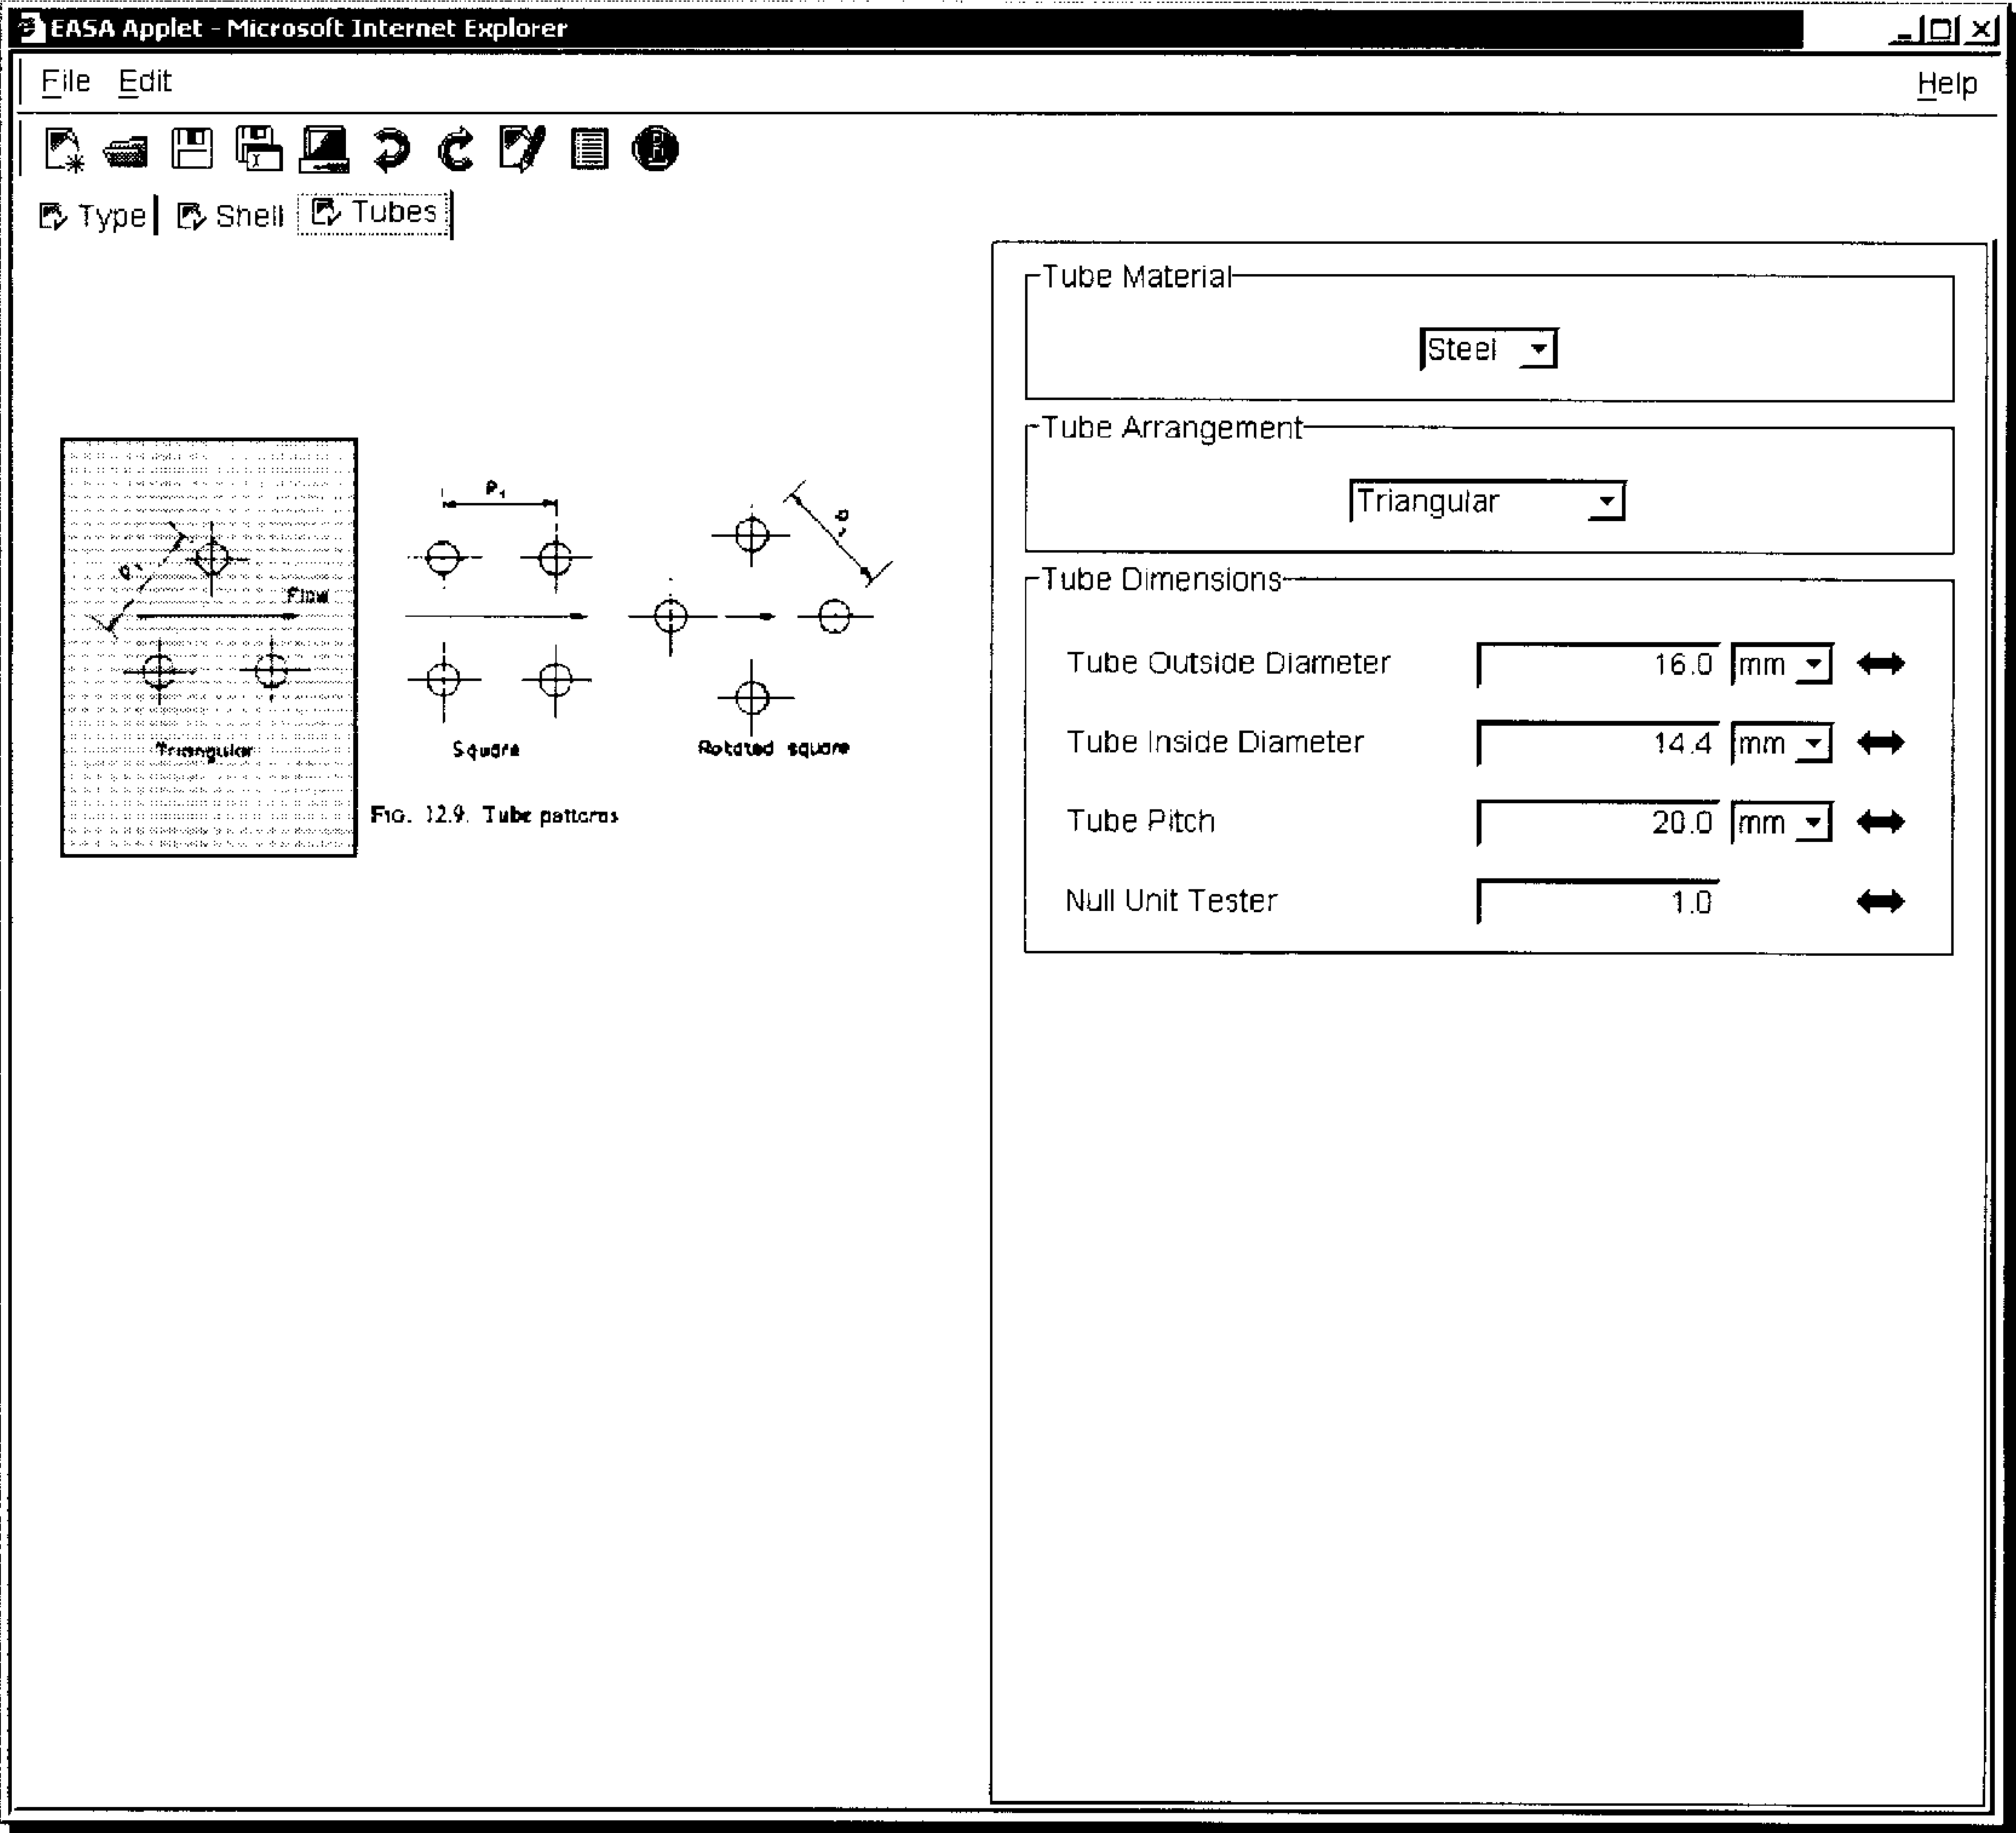 EASA Applet - Microsoft Internet Explorer
File Edit Help
Type Shell Tubes
Tube Material
Steel
Tube Arrangement
Triangular
Tube Dimensions
Tube Outside Diameter 16.0 mm
Tube Inside Diameter 14.4 mm
Tube Pitch 20.0 mm
Null Unit Tester 1.0
Flow
Triangular
Square
Rotated square
FIG. 12.9. Tube patterns